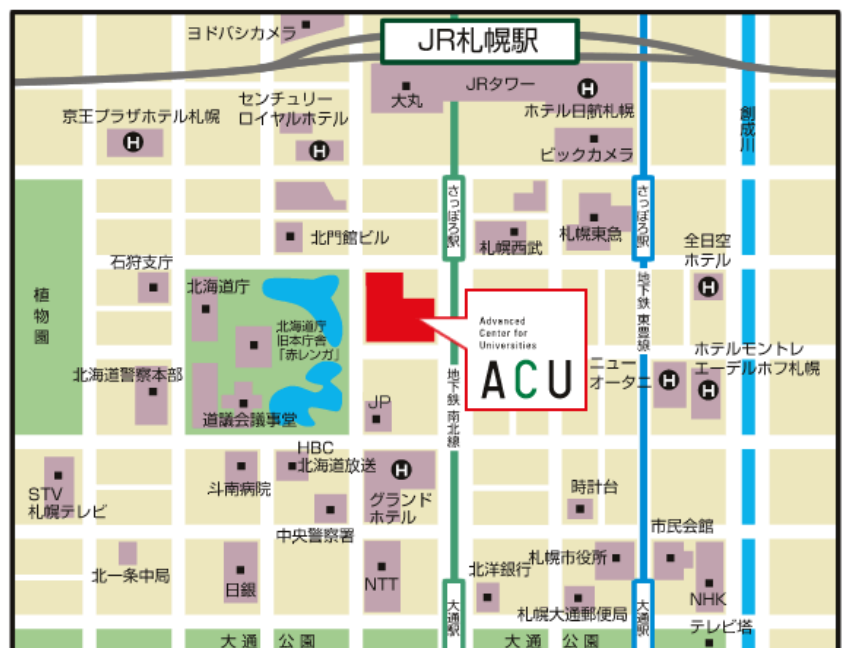 ヨドバシカメラ
JR札幌駅
JRタワー
大丸
ホテル日航札幌
ビックカメラ
京王プラザホテル札幌
H
センチュリー
ロイヤルホテル
H
H
創成川
さっぽろ駅
さっぽろ駅
北門館ビル
札幌西武
札幌東急
全日空
ホテル
H
石狩支庁
植物園
北海道庁
北海道庁
旧本庁舎
「赤レンガ」
地下鉄 東豊線
Advanced
Center for
Universities
ACU
ニュー
オータニ
H
ホテルモントレ
エーデルホフ札幌
H
北海道警察本部
道議会議事堂
JP
地下鉄 南北線
HBC
北海道放送
STV
札幌テレビ
斗南病院
H
グランド
ホテル
中央警察署
時計台
市民会館
北一条中局
日銀
NTT
北洋銀行
札幌市役所
札幌大通郵便局
NHK
大通駅
大通駅
テレビ塔
大通 公園
大通 公園